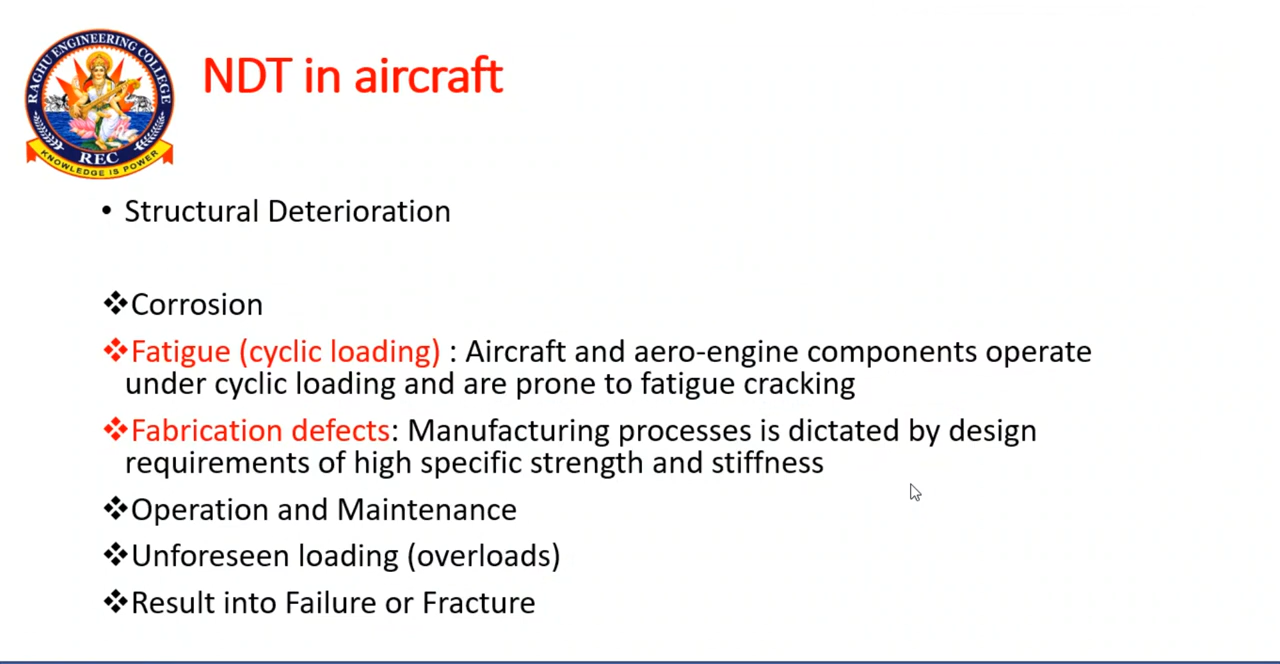 RAGHU ENGINEERING COLLEGE
REC
KNOWLEDGE IS POWER
NDT in aircraft
• Structural Deterioration
❖Corrosion
❖Fatigue (cyclic loading) : Aircraft and aero-engine components operate
under cyclic loading and are prone to fatigue cracking
❖Fabrication defects: Manufacturing processes is dictated by design
requirements of high specific strength and stiffness
❖Operation and Maintenance
❖Unforeseen loading (overloads)
❖Result into Failure or Fracture